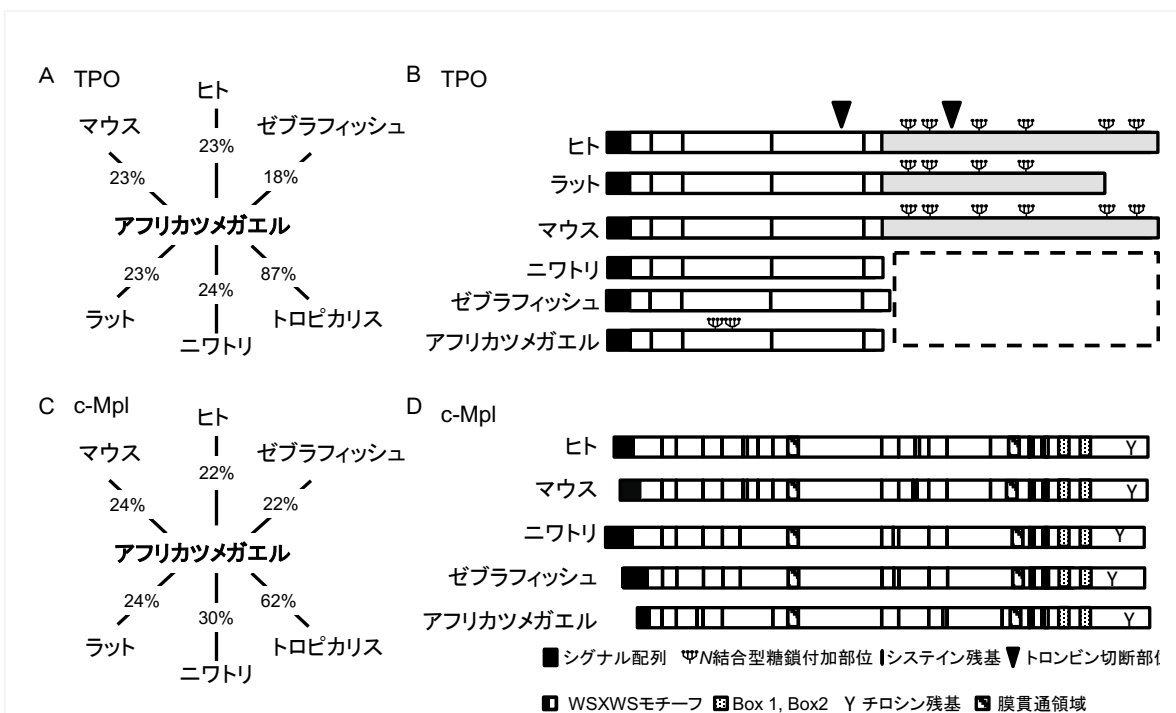 A TPO
ヒト
マウス
ゼブラフィッシュ
23%
23%
18%
アフリカツメガエル
23%
24%
87%
ラット
ニワトリ
トロピカリス
B TPO
ヒト
ラット
マウス
ニワトリ
ゼブラフィッシュ
アフリカツメガエル
C c-Mpl
ヒト
マウス
ゼブラフィッシュ
22%
24%
22%
アフリカツメガエル
24%
30%
62%
ラット
ニワトリ
トロピカリス
D c-Mpl
ヒト Y
マウス Y
ニワトリ Y
ゼブラフィッシュ Y
アフリカツメガエル Y
シグナル配列 N結合型糖鎖付加部位 システイン残基 トロンビン切断部位
WSXWSモチーフ Box 1, Box2 Y チロシン残基 膜貫通領域